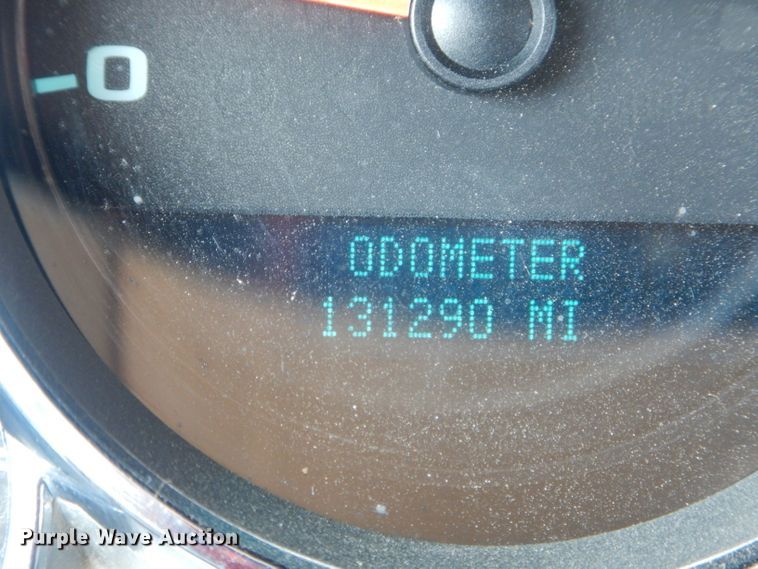 0
ODOMETER
131290 MI
Purple Wave Auction